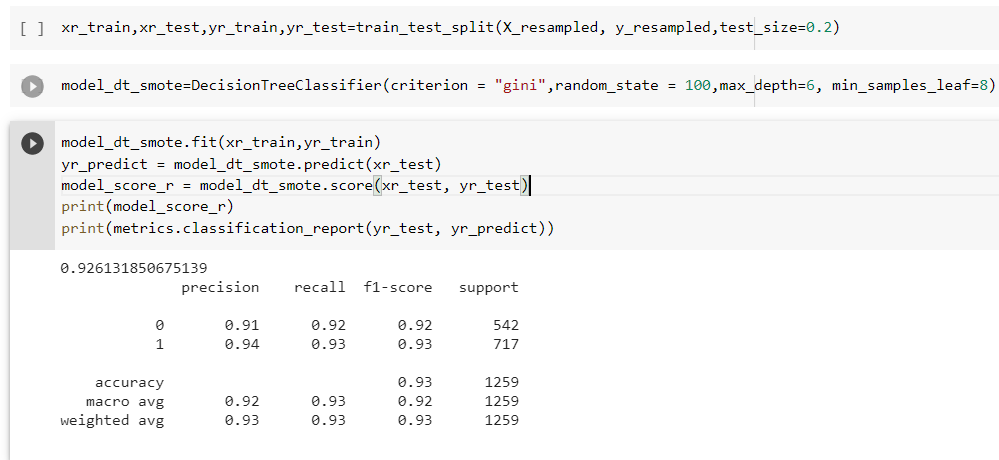 [ ] xr_train,xr_test,yr_train,yr_test=train_test_split(X_resampled, y_resampled,test_size=0.2)
model_dt_smote=DecisionTreeClassifier(criterion = "gini",random_state = 100,max_depth=6, min_samples_leaf=8)
model_dt_smote.fit(xr_train,yr_train)
yr_predict = model_dt_smote.predict(xr_test)
model_score_r = model_dt_smote.score(xr_test, yr_test)
print(model_score_r)
print(metrics.classification_report(yr_test, yr_predict))
0.926131850675139
precision recall f1-score support
0 0.91 0.92 0.92 542
1 0.94 0.93 0.93 717
accuracy 0.93 1259
macro avg 0.92 0.93 0.92 1259
weighted avg 0.93 0.93 0.93 1259